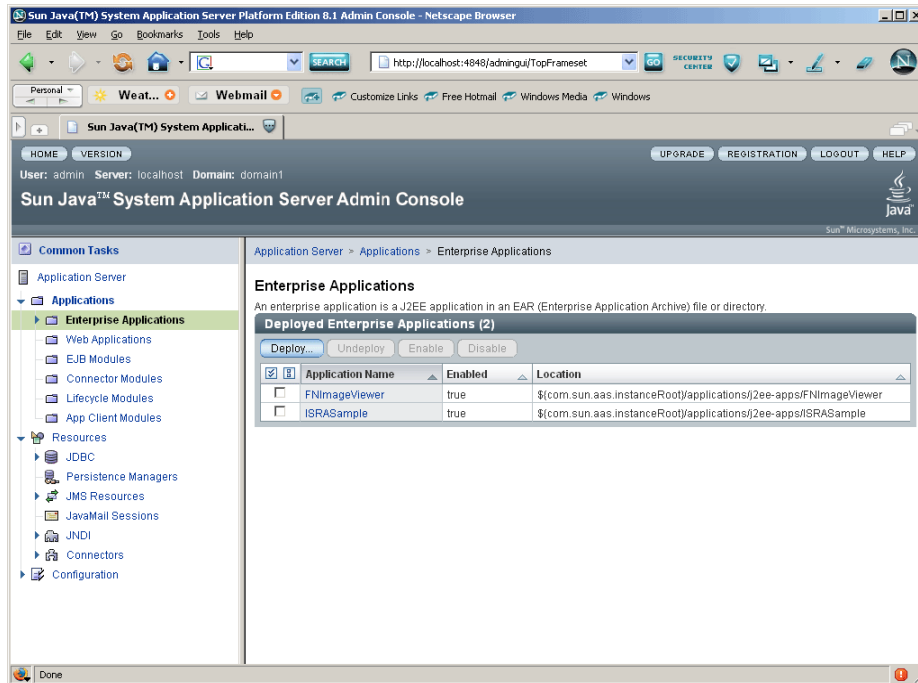 Sun Java(TM) System Application Server Platform Edition 8.1 Admin Console - Netscape Browser
File Edit View Go Bookmarks Tools Help
SEARCH http://localhost:4848/admingui/TopFrameset GO SECURITY CENTER
Personal Weat... Webmail Customize Links Free Hotmail Windows Media Windows
Sun Java(TM) System Applicati...
HOME VERSION UPGRADE REGISTRATION LOGOUT HELP
User: admin Server: localhost Domain: domain1
Sun Java™ System Application Server Admin Console
Java
Sun™ Microsystems, Inc.
Common Tasks
Application Server
Applications
Enterprise Applications
Web Applications
EJB Modules
Connector Modules
Lifecycle Modules
App Client Modules
Resources
JDBC
Persistence Managers
JMS Resources
JavaMail Sessions
JNDI
Connectors
Configuration
Application Server > Applications > Enterprise Applications
Enterprise Applications
An enterprise application is a J2EE application in an EAR (Enterprise Application Archive) file or directory.
Deployed Enterprise Applications (2)
Deploy... Undeploy Enable Disable
Application Name Enabled Location
FNImageViewer true ${com.sun.aas.instanceRoot}/applications/j2ee-apps/FNImageViewer
ISRASample true ${com.sun.aas.instanceRoot}/applications/j2ee-apps/ISRASample
Done